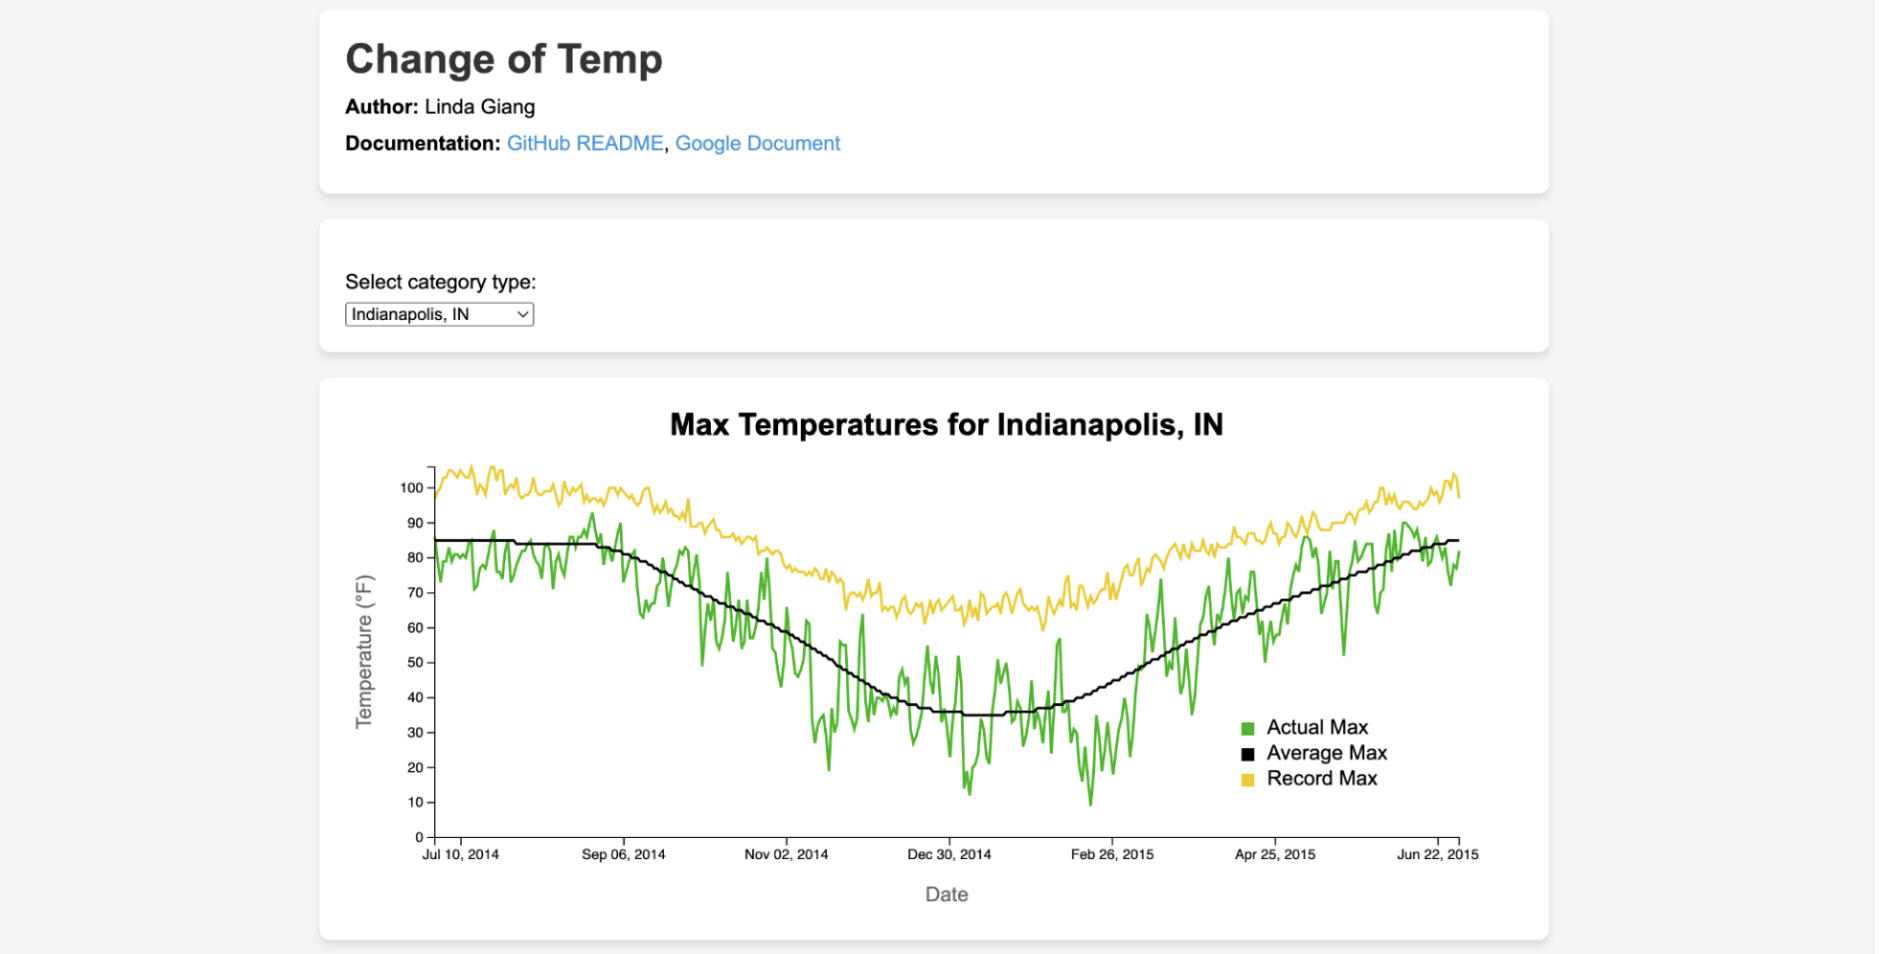 Change of Temp
Author: Linda Giang
Documentation: GitHub README, Google Document
Select category type:
Indianapolis, IN
Max Temperatures for Indianapolis, IN
100
90
80
70
60
50
40
30
20
10
0
Temperature (°F)
Actual Max
Average Max
Record Max
Jul 10, 2014 Sep 06, 2014 Nov 02, 2014 Dec 30, 2014 Feb 26, 2015 Apr 25, 2015 Jun 22, 2015
Date